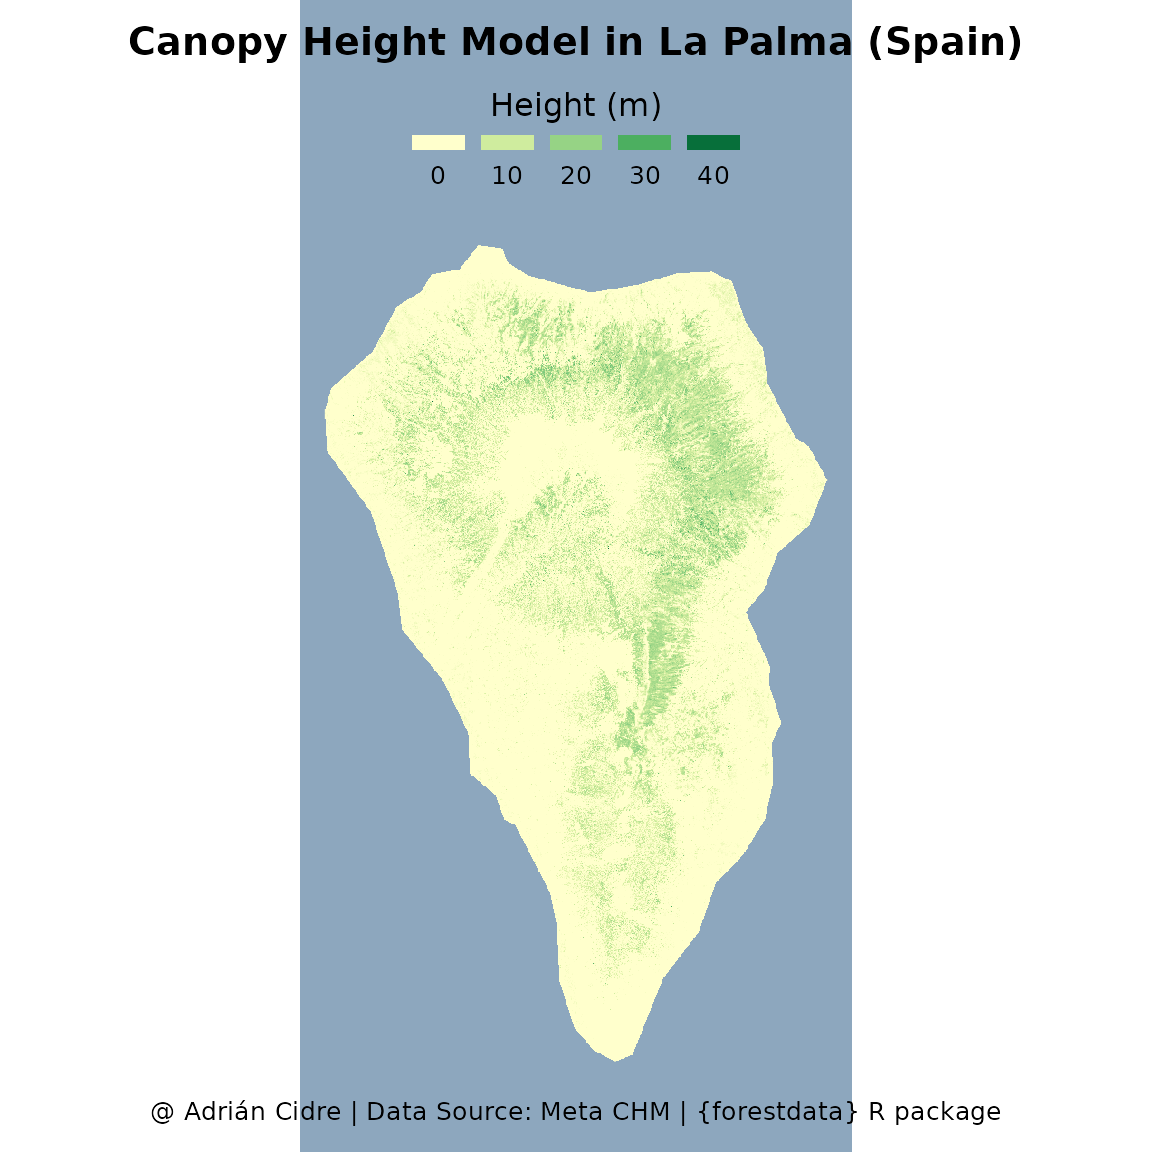 Canopy Height Model in La Palma (Spain)
Height (m)
0 10 20 30 40
@ Adrián Cidre | Data Source: Meta CHM | {forestdata} R package